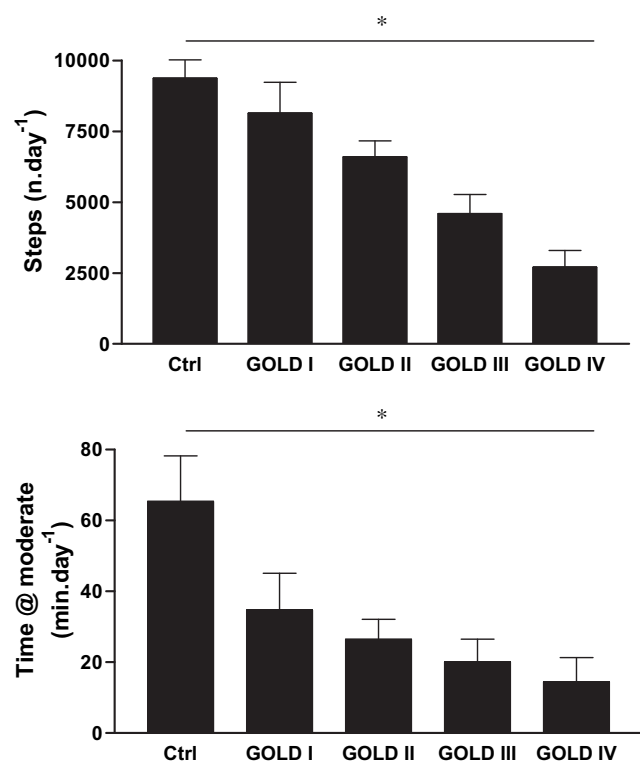 *
10000
7500
5000
2500
0
Steps (n.day⁻¹)
Ctrl GOLD I GOLD II GOLD III GOLD IV
*
80
60
40
20
0
Time @ moderate
(min.day⁻¹)
Ctrl GOLD I GOLD II GOLD III GOLD IV